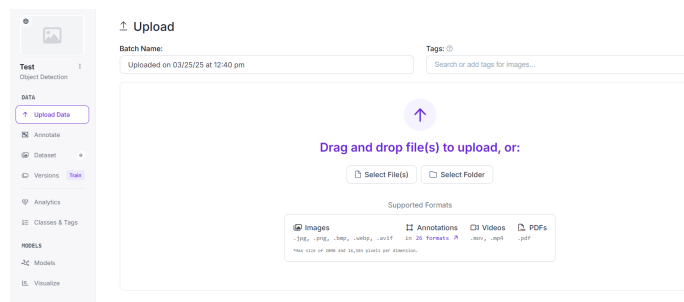 Test
Object Detection
DATA
Upload Data
Annotate
Dataset
Versions Train
Analytics
Classes & Tags
MODELS
Models
Visualize
Upload
Batch Name:
Uploaded on 03/25/25 at 12:40 pm
Tags:
Search or add tags for images...
Drag and drop file(s) to upload, or:
Select File(s) Select Folder
Supported Formats
Images
.jpg, .png, .bmp, .webp, .avif
*Max size of 20MB and 16,383 pixels per dimension.
Annotations
in 26 formats ↗
Videos
.mov, .mp4
PDFs
.pdf